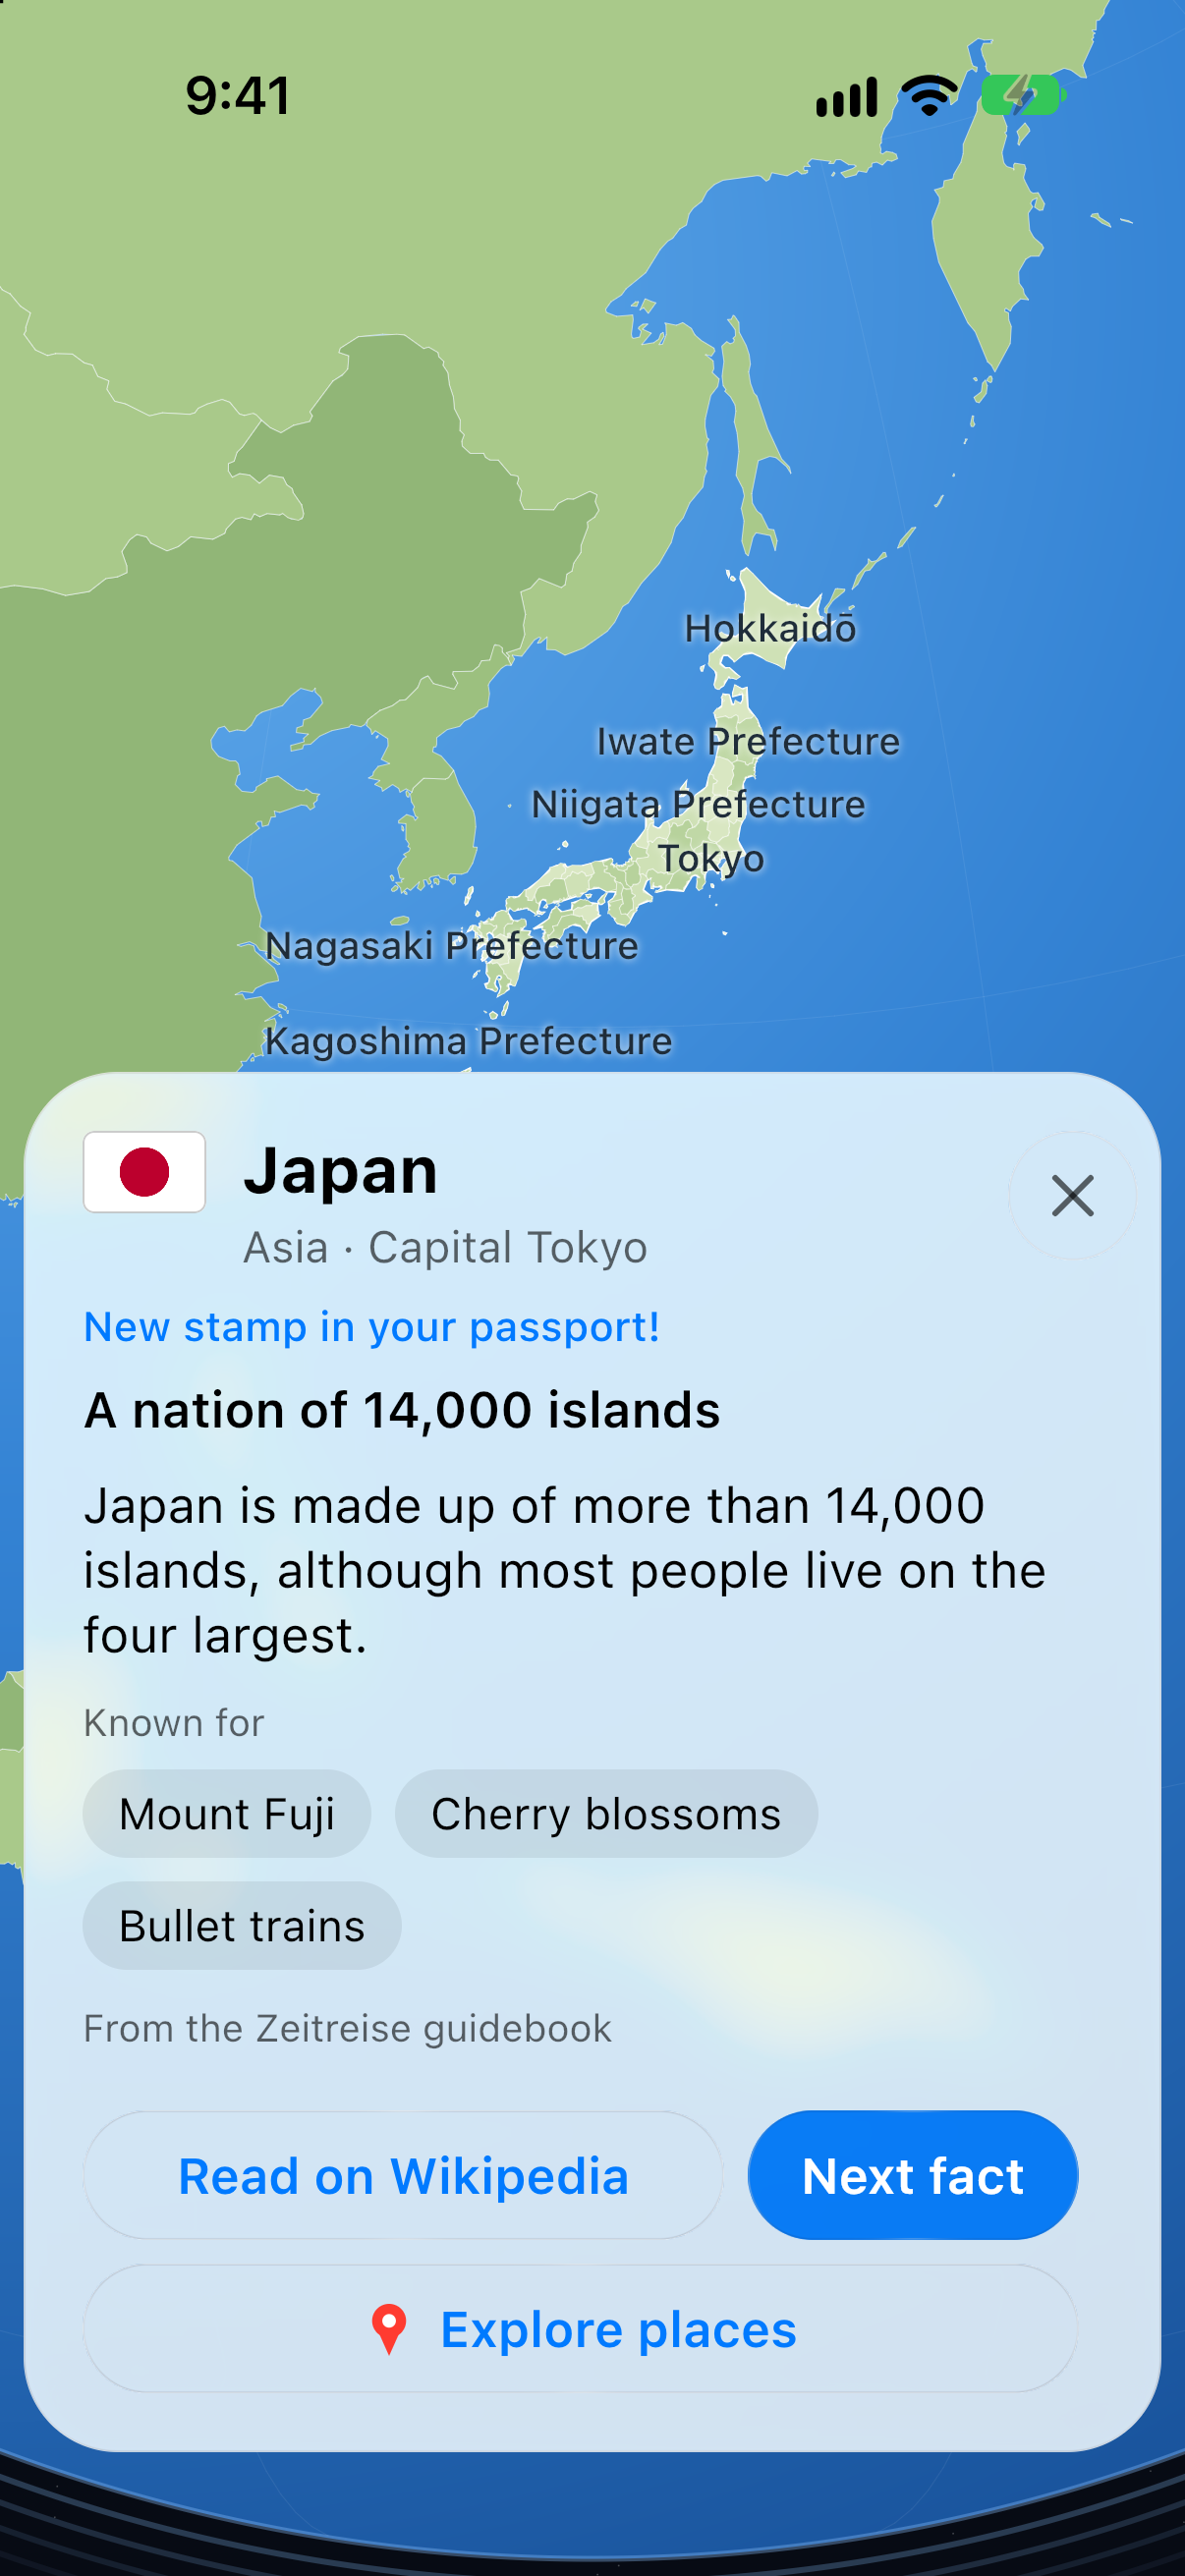 9:41
Hokkaidō
Iwate Prefecture
Niigata Prefecture
Tokyo
Nagasaki Prefecture
Kagoshima Prefecture
Japan
Asia · Capital Tokyo
New stamp in your passport!
A nation of 14,000 islands
Japan is made up of more than 14,000
islands, although most people live on the
four largest.
Known for
Mount Fuji
Cherry blossoms
Bullet trains
From the Zeitreise guidebook
Read on Wikipedia
Next fact
Explore places